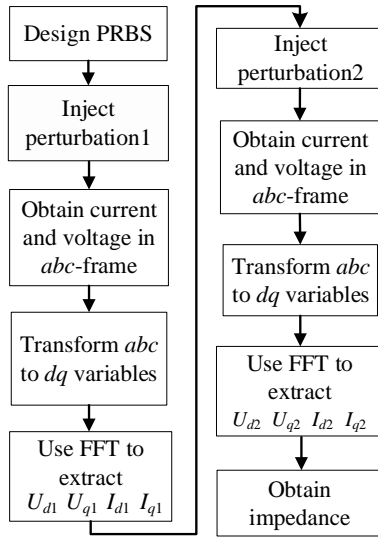 Design PRBS
Inject
perturbation1
Obtain current
and voltage in
abc-frame
Transform abc
to dq variables
Use FFT to
extract
Ud1 Uq1 Id1 Iq1
Inject
perturbation2
Obtain current
and voltage in
abc-frame
Transform abc
to dq variables
Use FFT to
extract
Ud2 Uq2 Id2 Iq2
Obtain
impedance